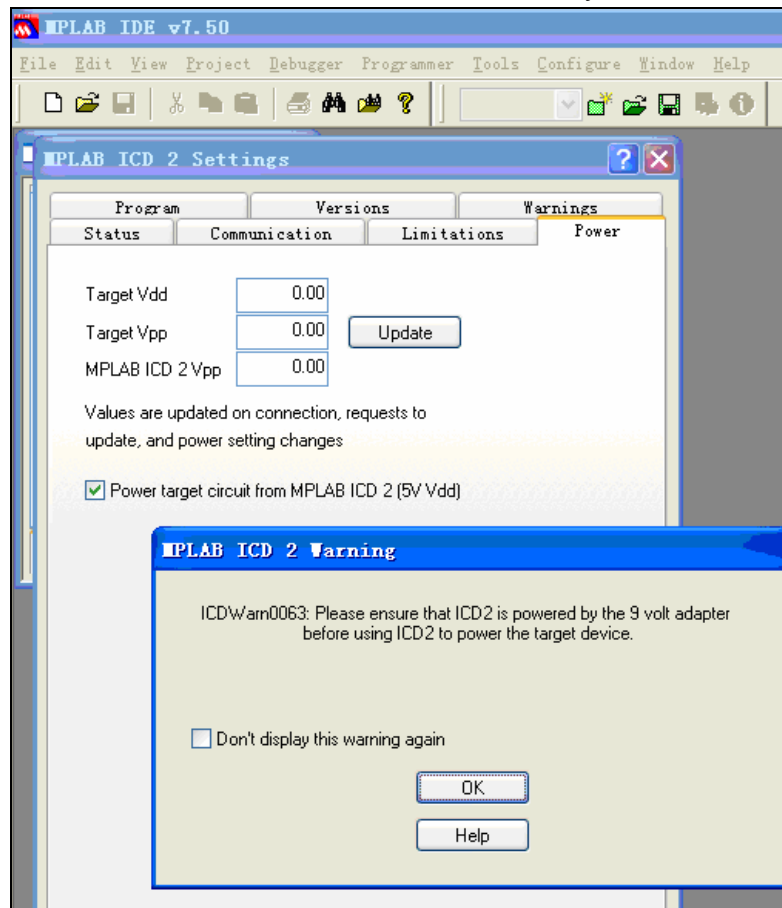 MPLAB IDE v7.50
File Edit View Project Debugger Programmer Tools Configure Window Help
MPLAB ICD 2 Settings
Program Versions Warnings
Status Communication Limitations Power
Target Vdd 0.00
Target Vpp 0.00 Update
MPLAB ICD 2 Vpp 0.00
Values are updated on connection, requests to
update, and power setting changes
Power target circuit from MPLAB ICD 2 (5V Vdd)
MPLAB ICD 2 Warning
ICDWarn0063: Please ensure that ICD2 is powered by the 9 volt adapter
before using ICD2 to power the target device.
Don't display this warning again
OK
Help